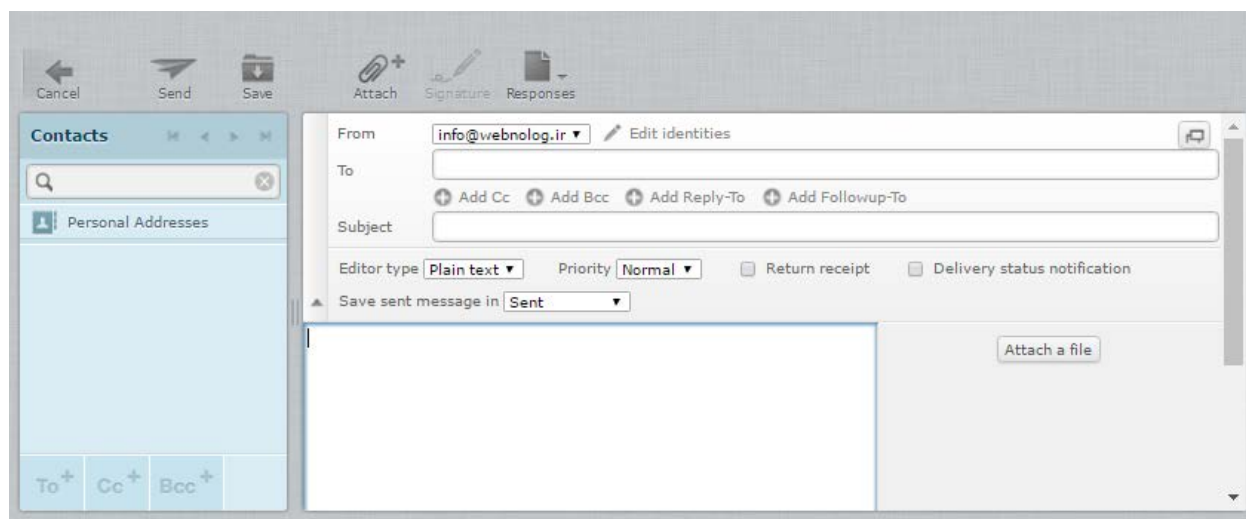 Cancel Send Save Attach Signature Responses
Contacts
Personal Addresses
To Cc Bcc
From info@webnolog.ir Edit identities
To
Add Cc Add Bcc Add Reply-To Add Followup-To
Subject
Editor type Plain text Priority Normal Return receipt Delivery status notification
Save sent message in Sent
Attach a file